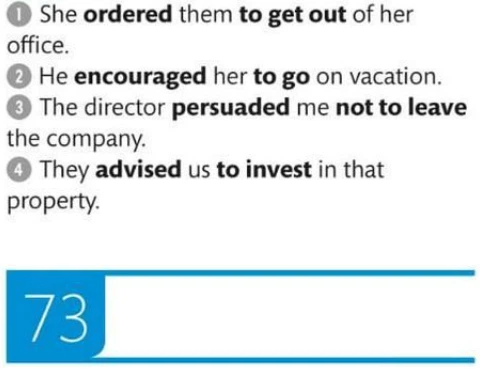 1 She ordered them to get out of her
office.
2 He encouraged her to go on vacation.
3 The director persuaded me not to leave
the company.
4 They advised us to invest in that
property.
73